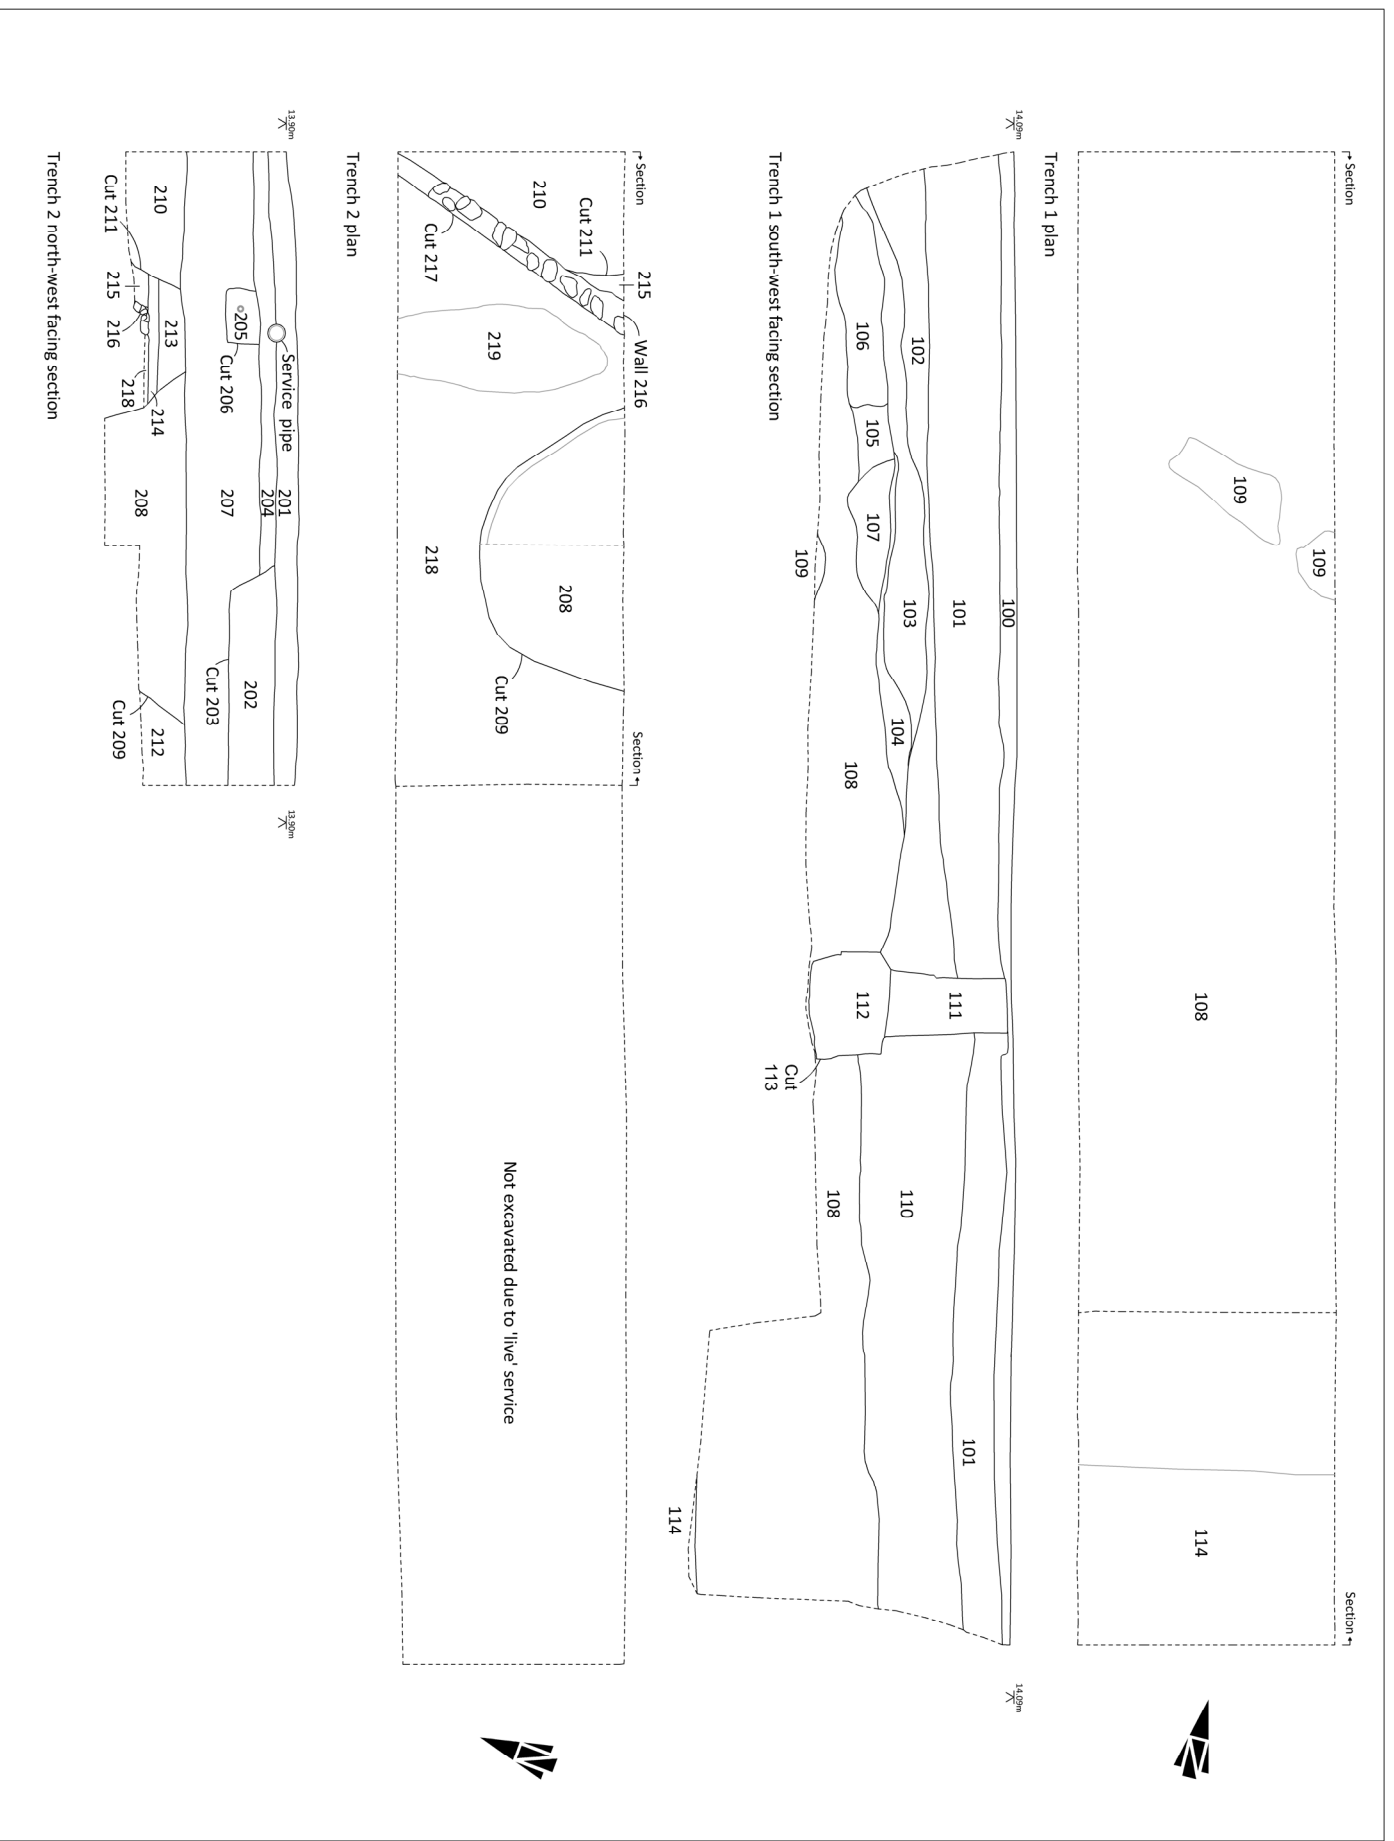 Section
Section
109
109
108
114
Trench 1 plan
14.09m
14.09m
100
101
102
103
104
105
106
107
108
109
110
111
112
Cut
113
108
101
114
Trench 1 south-west facing section
Section
Section
Cut 211
215
Wall 216
210
Cut 217
219
208
218
Cut 209
Not excavated due to 'live' service
Trench 2 plan
13.90m
13.90m
Service pipe
201
204
205
Cut 206
207
202
Cut 203
210
Cut 211
213
215
216
214
218
208
212
Cut 209
Trench 2 north-west facing section
N
N